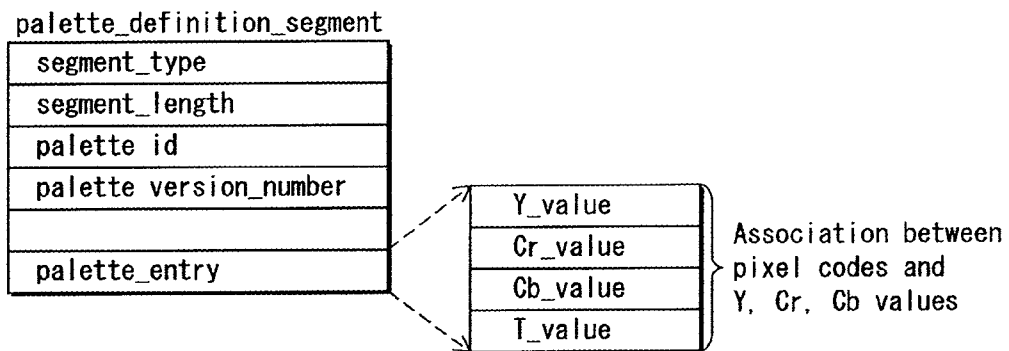 palette_definition_segment
segment_type
segment_length
palette id
palette version_number
palette_entry
Y_value
Cr_value
Cb_value
T_value
Association between
pixel codes and
Y, Cr, Cb values